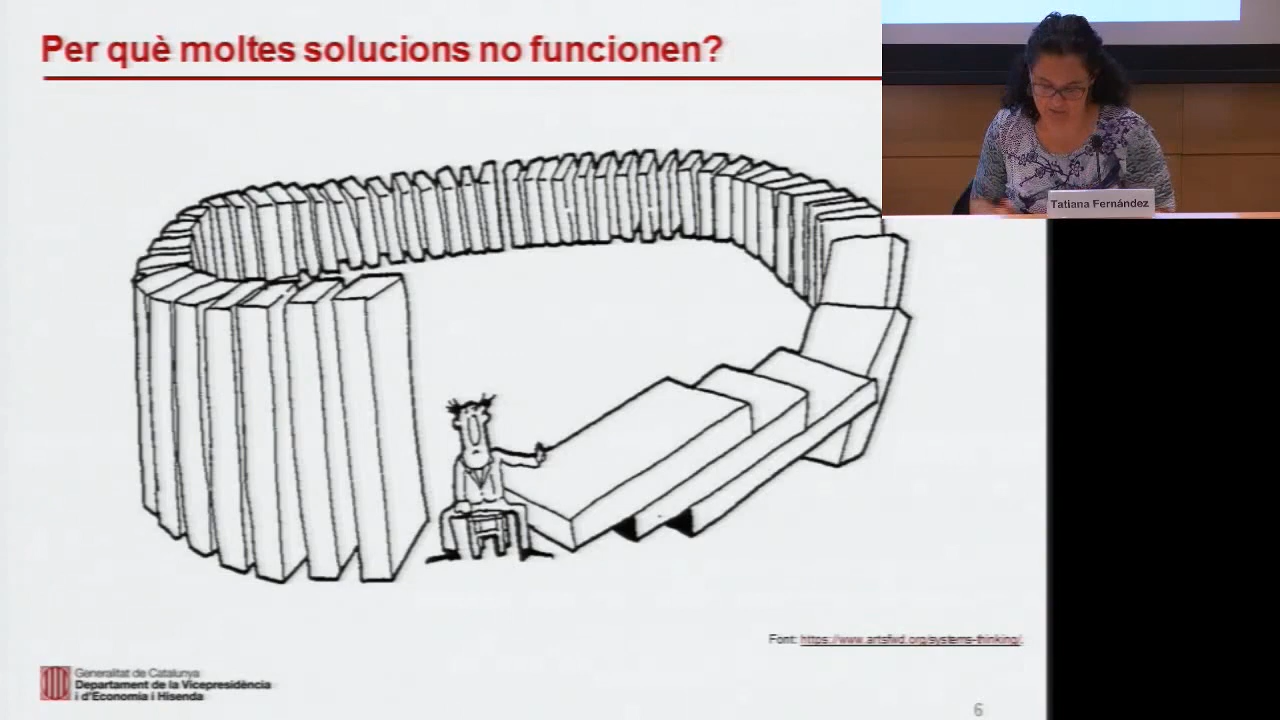 Per què moltes solucions no funcionen?
Tatiana Fernández
Font: https://www.artsfwd.org/systems-thinking/.
Generalitat de Catalunya
Departament de la Vicepresidència
i d'Economia i Hisenda
6